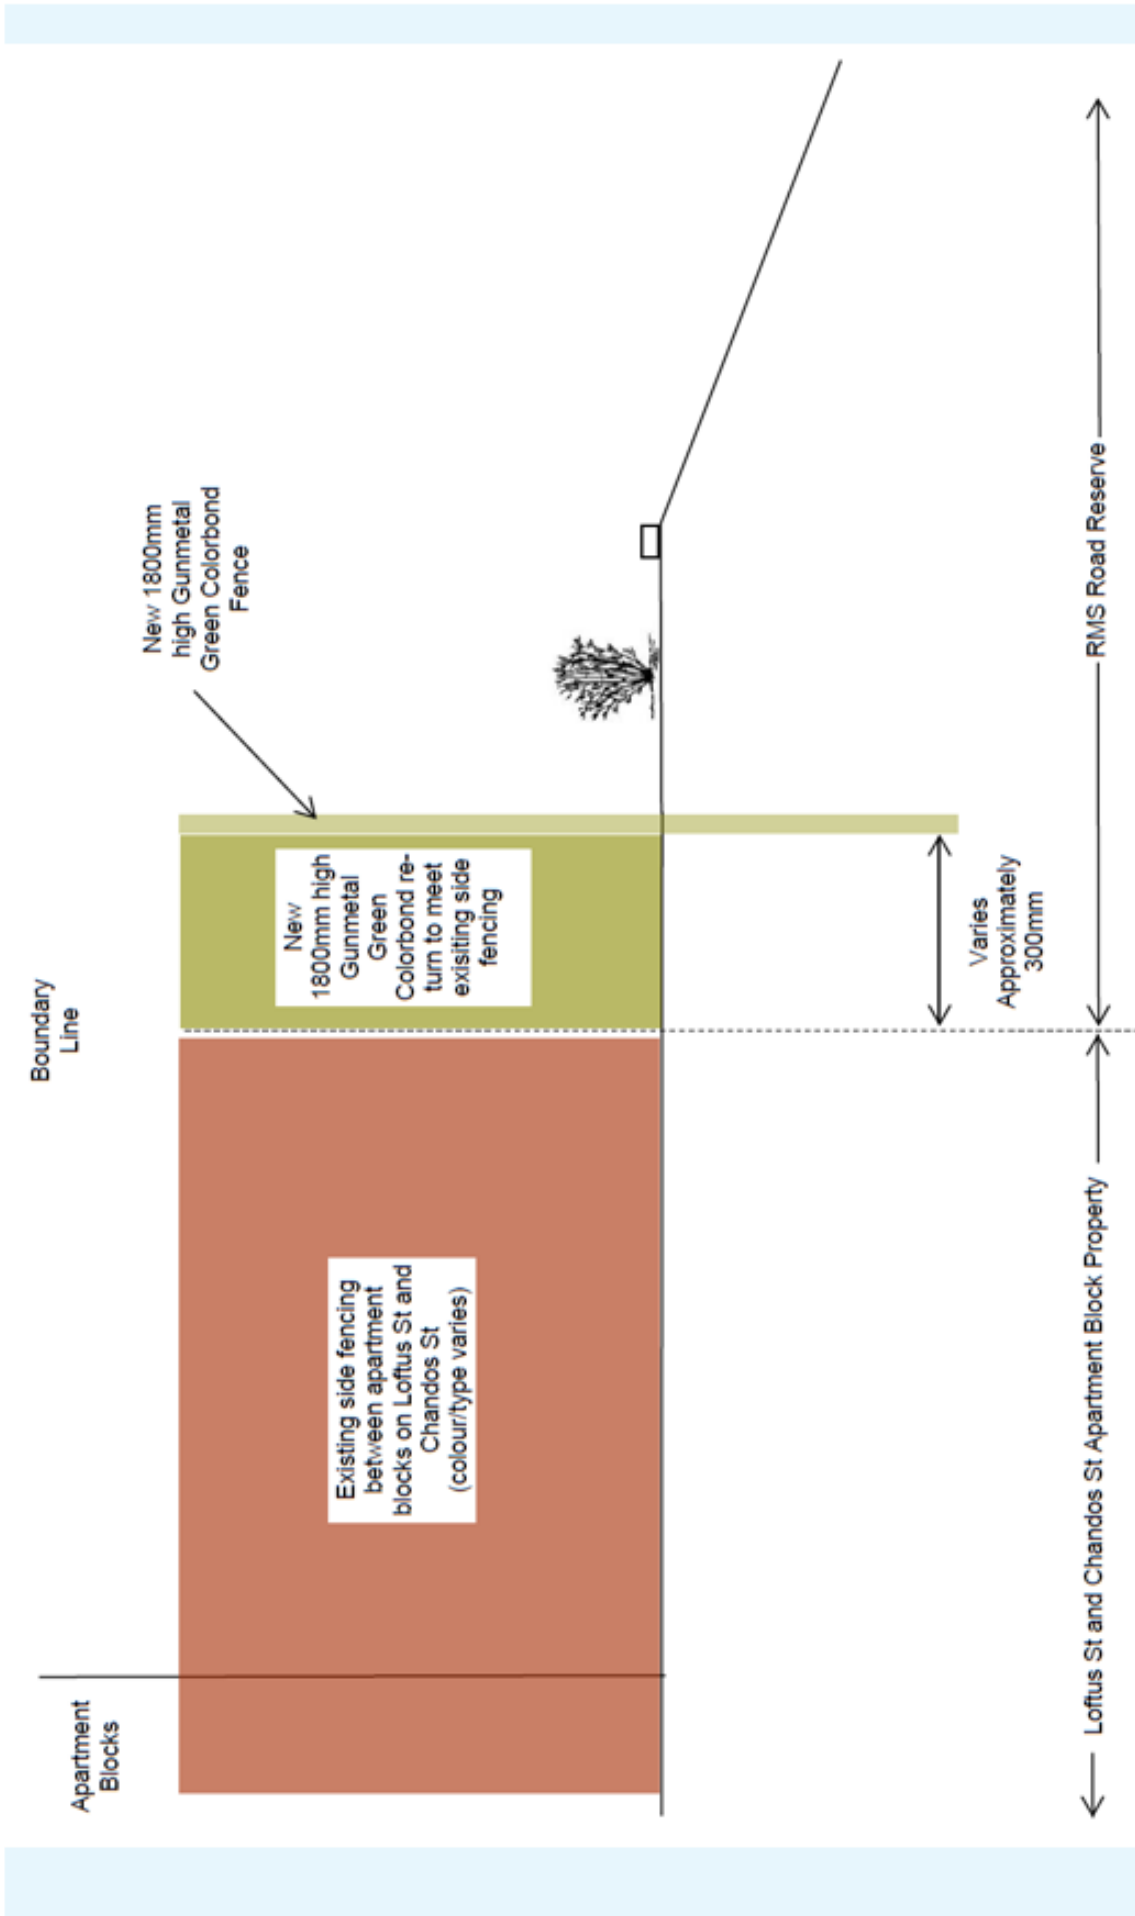 Apartment
Blocks
Boundary
Line
New 1800mm
high Gunmetal
Green Colorbond
Fence
Existing side fencing
between apartment
blocks on Loftus St and
Chandos St
(colour/type varies)
New
1800mm high
Gunmetal
Green
Colorbond re-
turn to meet
exisiting side
fencing
Varies
Approximately
300mm
Loftus St and Chandos St Apartment Block Property
RMS Road Reserve